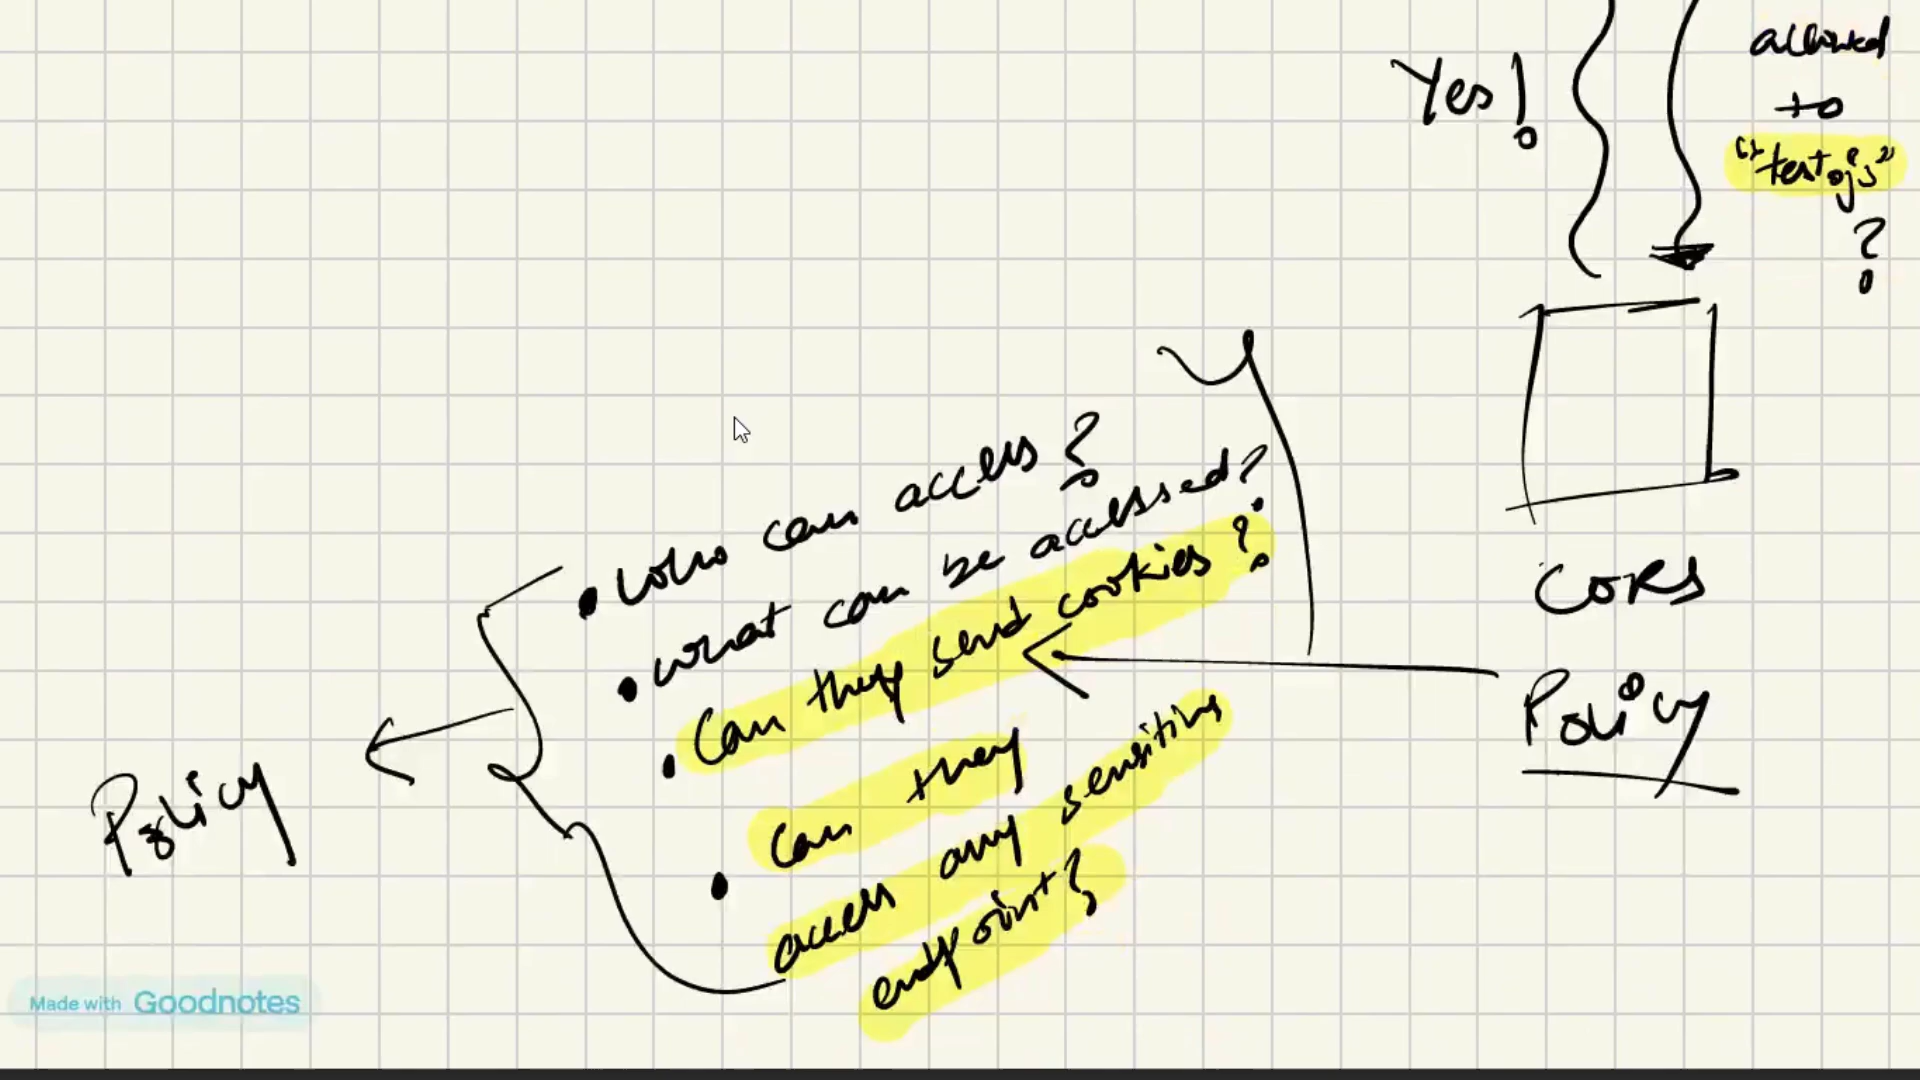 allowed
to
"test.js"
?
Yes!
• who can access?
• what can be accessed?
• Can they send cookies?
• Can they
access any sensitive
endpoint?
CORS
Policy
Policy
Made with Goodnotes